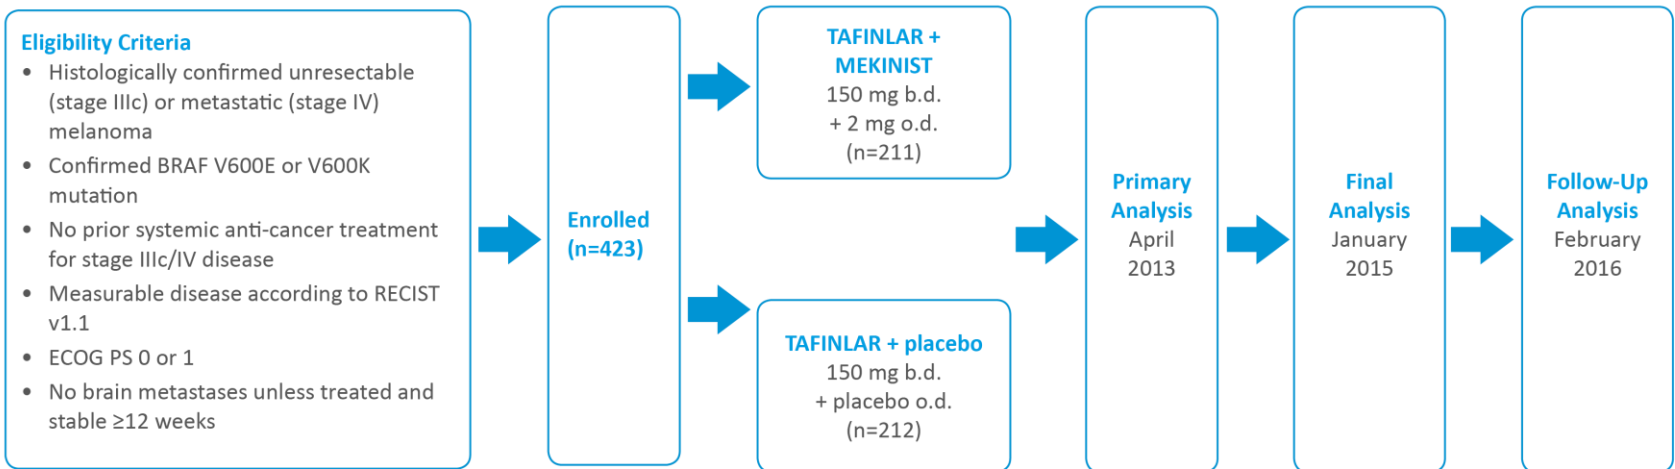 Eligibility Criteria
• Histologically confirmed unresectable
(stage IIIc) or metastatic (stage IV)
melanoma
• Confirmed BRAF V600E or V600K
mutation
• No prior systemic anti-cancer treatment
for stage IIIc/IV disease
• Measurable disease according to RECIST
v1.1
• ECOG PS 0 or 1
• No brain metastases unless treated and
stable ≥12 weeks
Enrolled
(n=423)
TAFINLAR +
MEKINIST
150 mg b.d.
+ 2 mg o.d.
(n=211)
TAFINLAR + placebo
150 mg b.d.
+ placebo o.d.
(n=212)
Primary
Analysis
April
2013
Final
Analysis
January
2015
Follow-Up
Analysis
February
2016